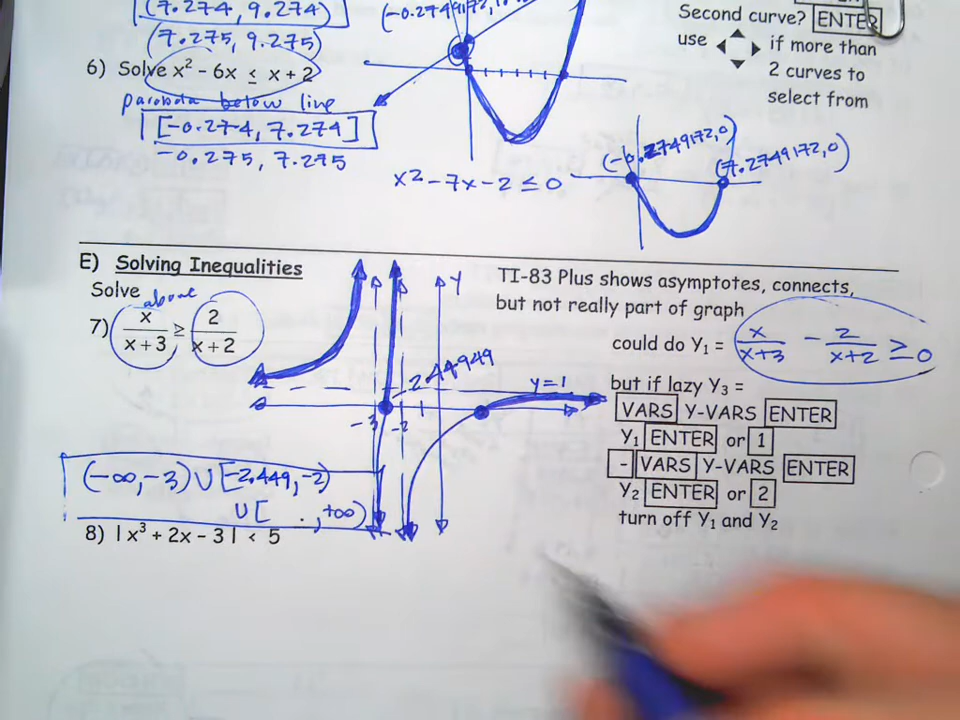 (7.274, 9.274)
(7.275, 9.275)
6) Solve x² - 6x ≤ x + 2
parabola below line
[-0.274, 7.274]
-0.275, 7.275
Second curve? ENTER
use if more than
2 curves to
select from
(-0.2749172,0)
(7.2749172,0)
x² - 7x - 2 ≤ 0
E) Solving Inequalities
Solve above
7) x/(x+3) ≥ 2/(x+2)
y
-2.44949
y=1
-3
-2
(-∞,-3) ∪ [-2.449,-2)
∪ [ . , +∞)
TI-83 Plus shows asymptotes, connects,
but not really part of graph
could do Y₁ = x/(x+3) - 2/(x+2) ≥ 0
but if lazy Y₃ =
VARS Y-VARS ENTER
Y₁ ENTER or 1
- VARS Y-VARS ENTER
Y₂ ENTER or 2
turn off Y₁ and Y₂
8) |x³ + 2x - 3| < 5